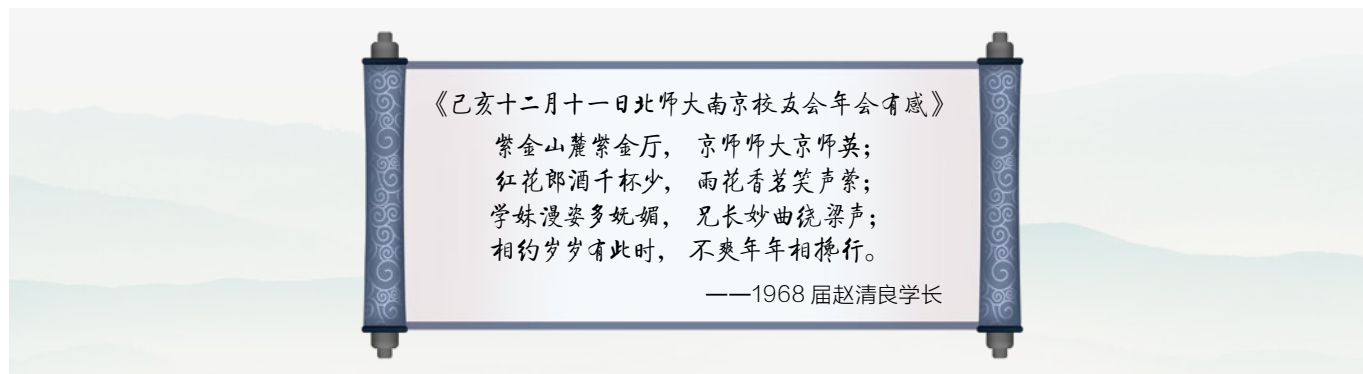 《己亥十二月十一日北师大南京校友会年会有感》
紫金山麓紫金厅， 京师师大京师英；
红花郎酒千杯少， 雨花香茗笑声萦；
学妹漫姿多妩媚， 兄长妙曲绕梁声；
相约岁岁有此时， 不爽年年相搀行。
——1968 届赵清良学长